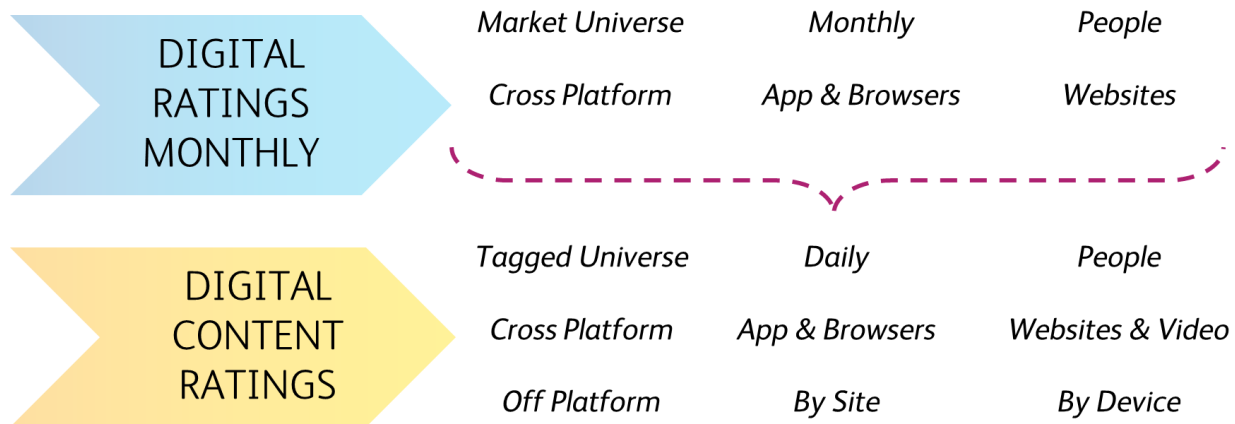 DIGITAL
RATINGS
MONTHLY
Market Universe
Monthly
People
Cross Platform
App & Browsers
Websites
DIGITAL
CONTENT
RATINGS
Tagged Universe
Daily
People
Cross Platform
App & Browsers
Websites & Video
Off Platform
By Site
By Device